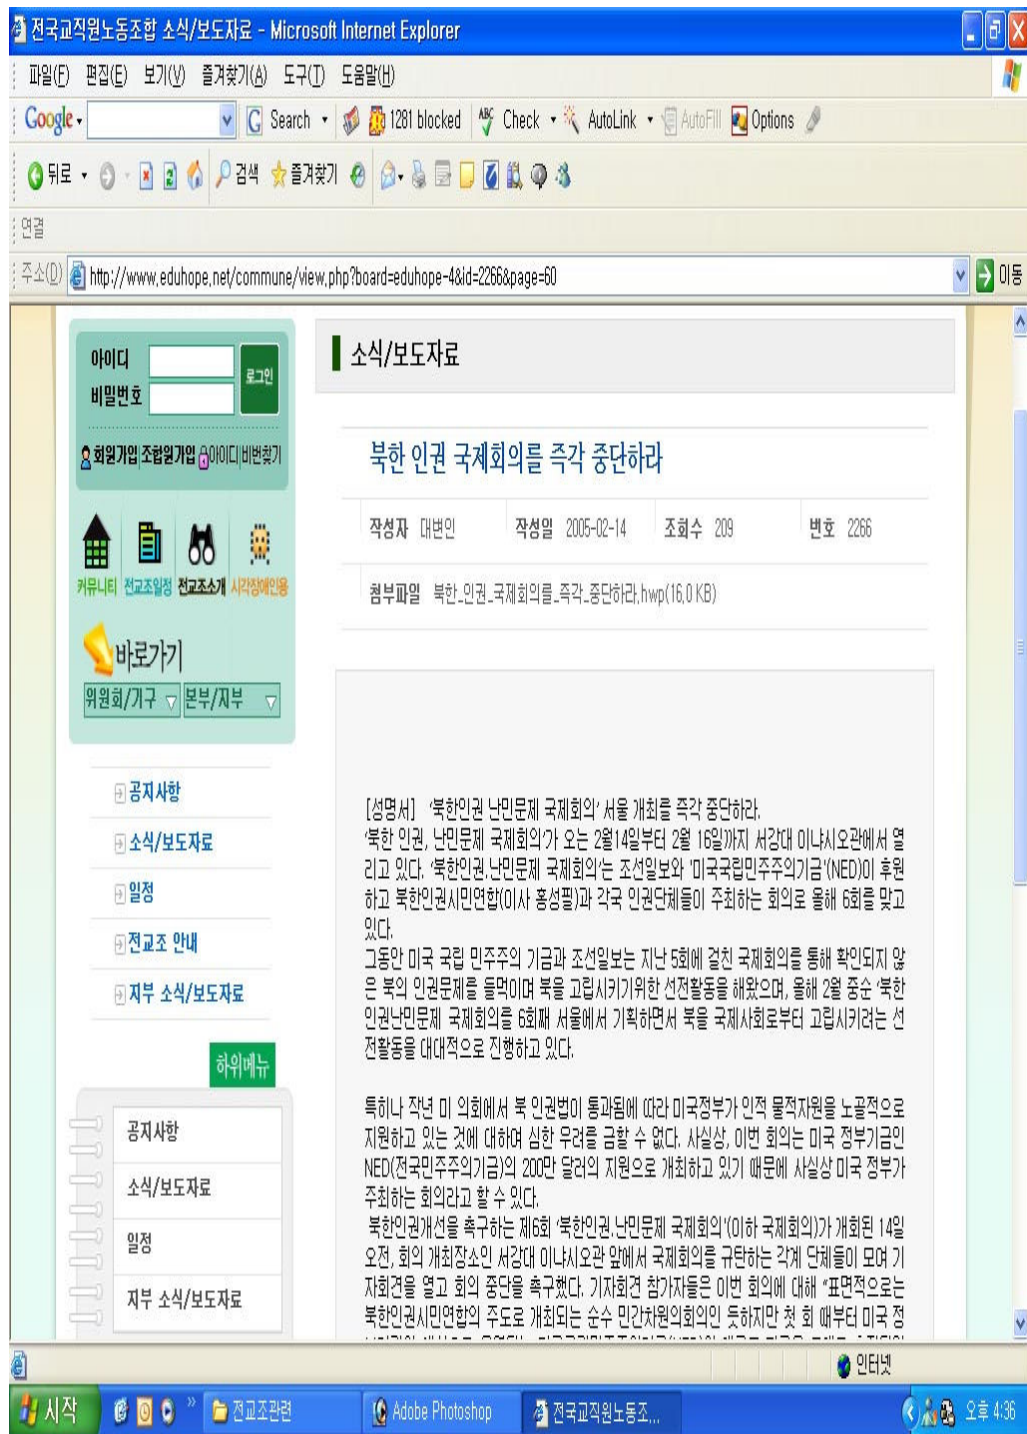 전국교직원노동조합 소식/보도자료 - Microsoft Internet Explorer
파일(F) 편집(E) 보기(V) 즐겨찾기(A) 도구(T) 도움말(H)
Google Search 1281 blocked Check AutoLink AutoFill Options
뒤로 검색 즐겨찾기
연결
주소(D) http://www.eduhope.net/commune/view.php?board=eduhope-4&id=2266&page=60 이동
아이디
비밀번호
로그인
회원가입|조합원가입 아이디|비번찾기
커뮤니티 전교조일정 전교조소개 시각장애인용
바로가기
위원회/기구 본부/지부
공지사항
소식/보도자료
일정
전교조 안내
지부 소식/보도자료
하위메뉴
공지사항
소식/보도자료
일정
지부 소식/보도자료
소식/보도자료
북한 인권 국제회의를 즉각 중단하라
작성자 대변인 작성일 2005-02-14 조회수 209 번호 2266
첨부파일 북한_인권_국제회의를_즉각_중단하라.hwp(16.0 KB)
[성명서] ‘북한인권 난민문제 국제회의’ 서울 개최를 즉각 중단하라.
‘북한 인권, 난민문제 국제회의’가 오는 2월14일부터 2월 16일까지 서강대 이냐시오관에서 열
리고 있다. ‘북한인권.난민문제 국제회의’는 조선일보와 '미국국립민주주의기금'(NED)이 후원
하고 북한인권시민연합(이사 홍성필)과 각국 인권단체들이 주최하는 회의로 올해 6회를 맞고
있다.
그동안 미국 국립 민주주의 기금과 조선일보는 지난 5회에 걸친 국제회의를 통해 확인되지 않
은 북의 인권문제를 들먹이며 북을 고립시키기위한 선전활동을 해왔으며, 올해 2월 중순 ‘북한
인권난민문제 국제회의를 6회째 서울에서 기획하면서 북을 국제사회로부터 고립시키려는 선
전활동을 대대적으로 진행하고 있다.
특히나 작년 미 의회에서 북 인권법이 통과됨에 따라 미국정부가 인적 물적자원을 노골적으로
지원하고 있는 것에 대하여 심한 우려를 금할 수 없다. 사실상, 이번 회의는 미국 정부기금인
NED(전국민주주의기금)의 200만 달러의 지원으로 개최하고 있기 때문에 사실상 미국 정부가
주최하는 회의라고 할 수 있다.
북한인권개선을 촉구하는 제6회 ‘북한인권.난민문제 국제회의’(이하 국제회의)가 개회된 14일
오전, 회의 개최장소인 서강대 이냐시오관 앞에서 국제회의를 규탄하는 각계 단체들이 모여 기
자회견을 열고 회의 중단을 촉구했다. 기자회견 참가자들은 이번 회의에 대해 “표면적으로는
북한인권시민연합의 주도로 개최되는 순수 민간차원의회의인 듯하지만 첫 회 때부터 미국 정
인터넷
시작 전교조관련 Adobe Photoshop 전국교직원노동조... 오후 4:36